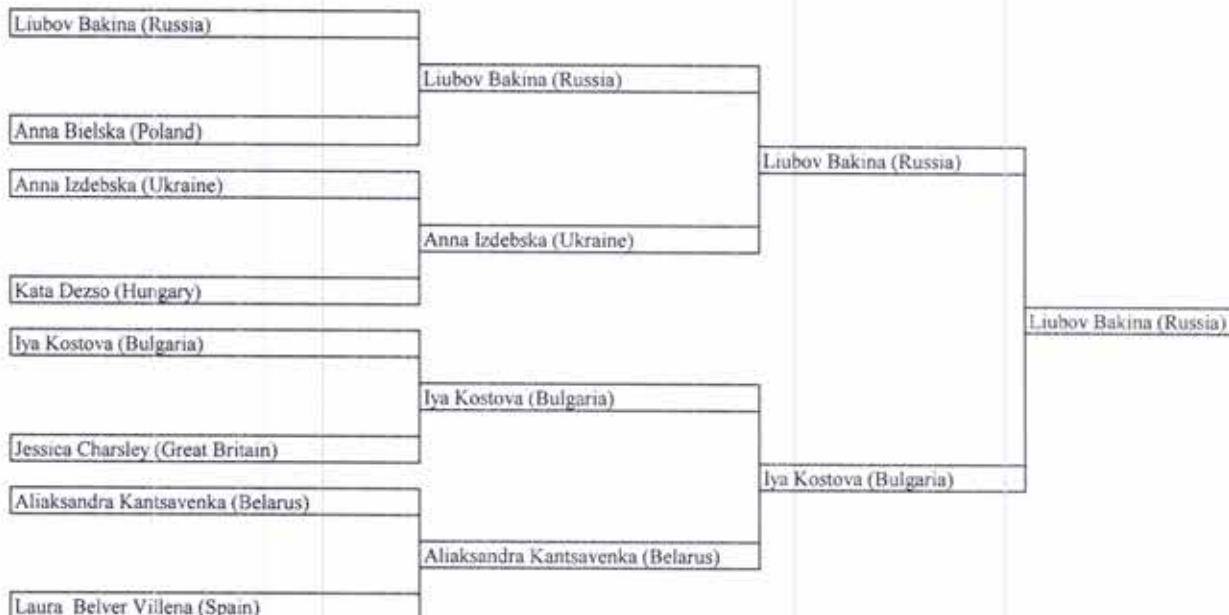 Liubov Bakina (Russia)
Liubov Bakina (Russia)
Anna Bielska (Poland)
Liubov Bakina (Russia)
Anna Izdebska (Ukraine)
Anna Izdebska (Ukraine)
Kata Dezso (Hungary)
Liubov Bakina (Russia)
Iya Kostova (Bulgaria)
Iya Kostova (Bulgaria)
Jessica Charsley (Great Britain)
Iya Kostova (Bulgaria)
Aliaksandra Kantsavenka (Belarus)
Aliaksandra Kantsavenka (Belarus)
Laura Belver Villena (Spain)